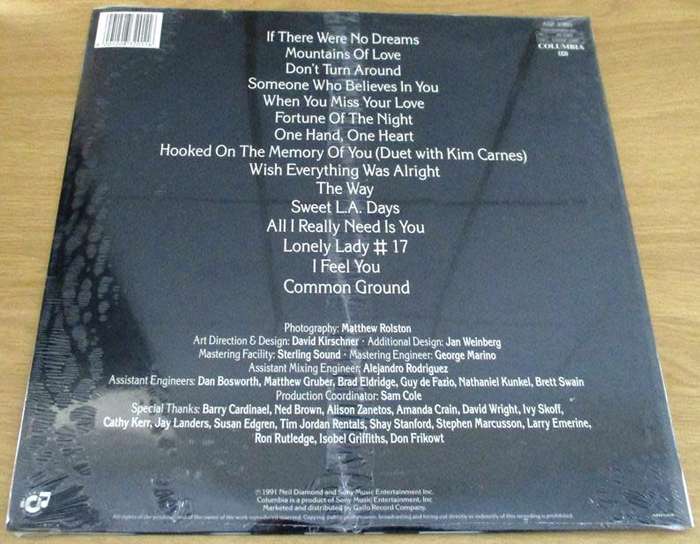 COLUMBIA
If There Were No Dreams
Mountains Of Love
Don't Turn Around
Someone Who Believes In You
When You Miss Your Love
Fortune Of The Night
One Hand, One Heart
Hooked On The Memory Of You (Duet with Kim Carnes)
Wish Everything Was Alright
The Way
Sweet L.A. Days
All I Really Need Is You
Lonely Lady # 17
I Feel You
Common Ground
Photography: Matthew Rolston
Art Direction & Design: David Kirschner · Additional Design: Jan Weinberg
Mastering Facility: Sterling Sound · Mastering Engineer: George Marino
Assistant Mixing Engineer: Alejandro Rodriguez
Assistant Engineers: Dan Bosworth, Matthew Gruber, Brad Eldridge, Guy de Fazio, Nathaniel Kunkel, Brett Swain
Production Coordinator: Sam Cole
Special Thanks: Barry Cardinael, Ned Brown, Alison Zanetos, Amanda Crain, David Wright, Ivy Skoff,
Cathy Kerr, Jay Landers, Susan Edgren, Tim Jordan Rentals, Shay Stanford, Stephen Marcusson, Larry Emerine,
Ron Rutledge, Isobel Griffiths, Don Frikowt
℗ 1991 Neil Diamond and Sony Music Entertainment Inc.
Columbia is a product of Sony Music Entertainment Inc.
Marketed and distributed by Gallo Record Company.